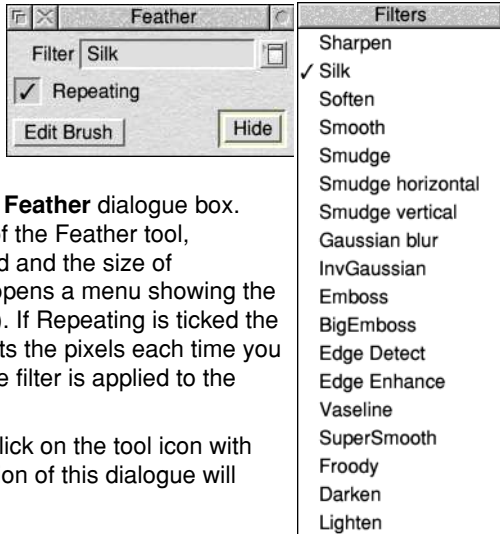 Feather
Filter Silk
✓ Repeating
Edit Brush Hide
Feather dialogue box.
of the Feather tool,
d and the size of
opens a menu showing the
). If Repeating is ticked the
ts the pixels each time you
e filter is applied to the
lick on the tool icon with
on of this dialogue will
Filters
Sharpen
✓ Silk
Soften
Smooth
Smudge
Smudge horizontal
Smudge vertical
Gaussian blur
InvGaussian
Emboss
BigEmboss
Edge Detect
Edge Enhance
Vaseline
SuperSmooth
Froody
Darken
Lighten